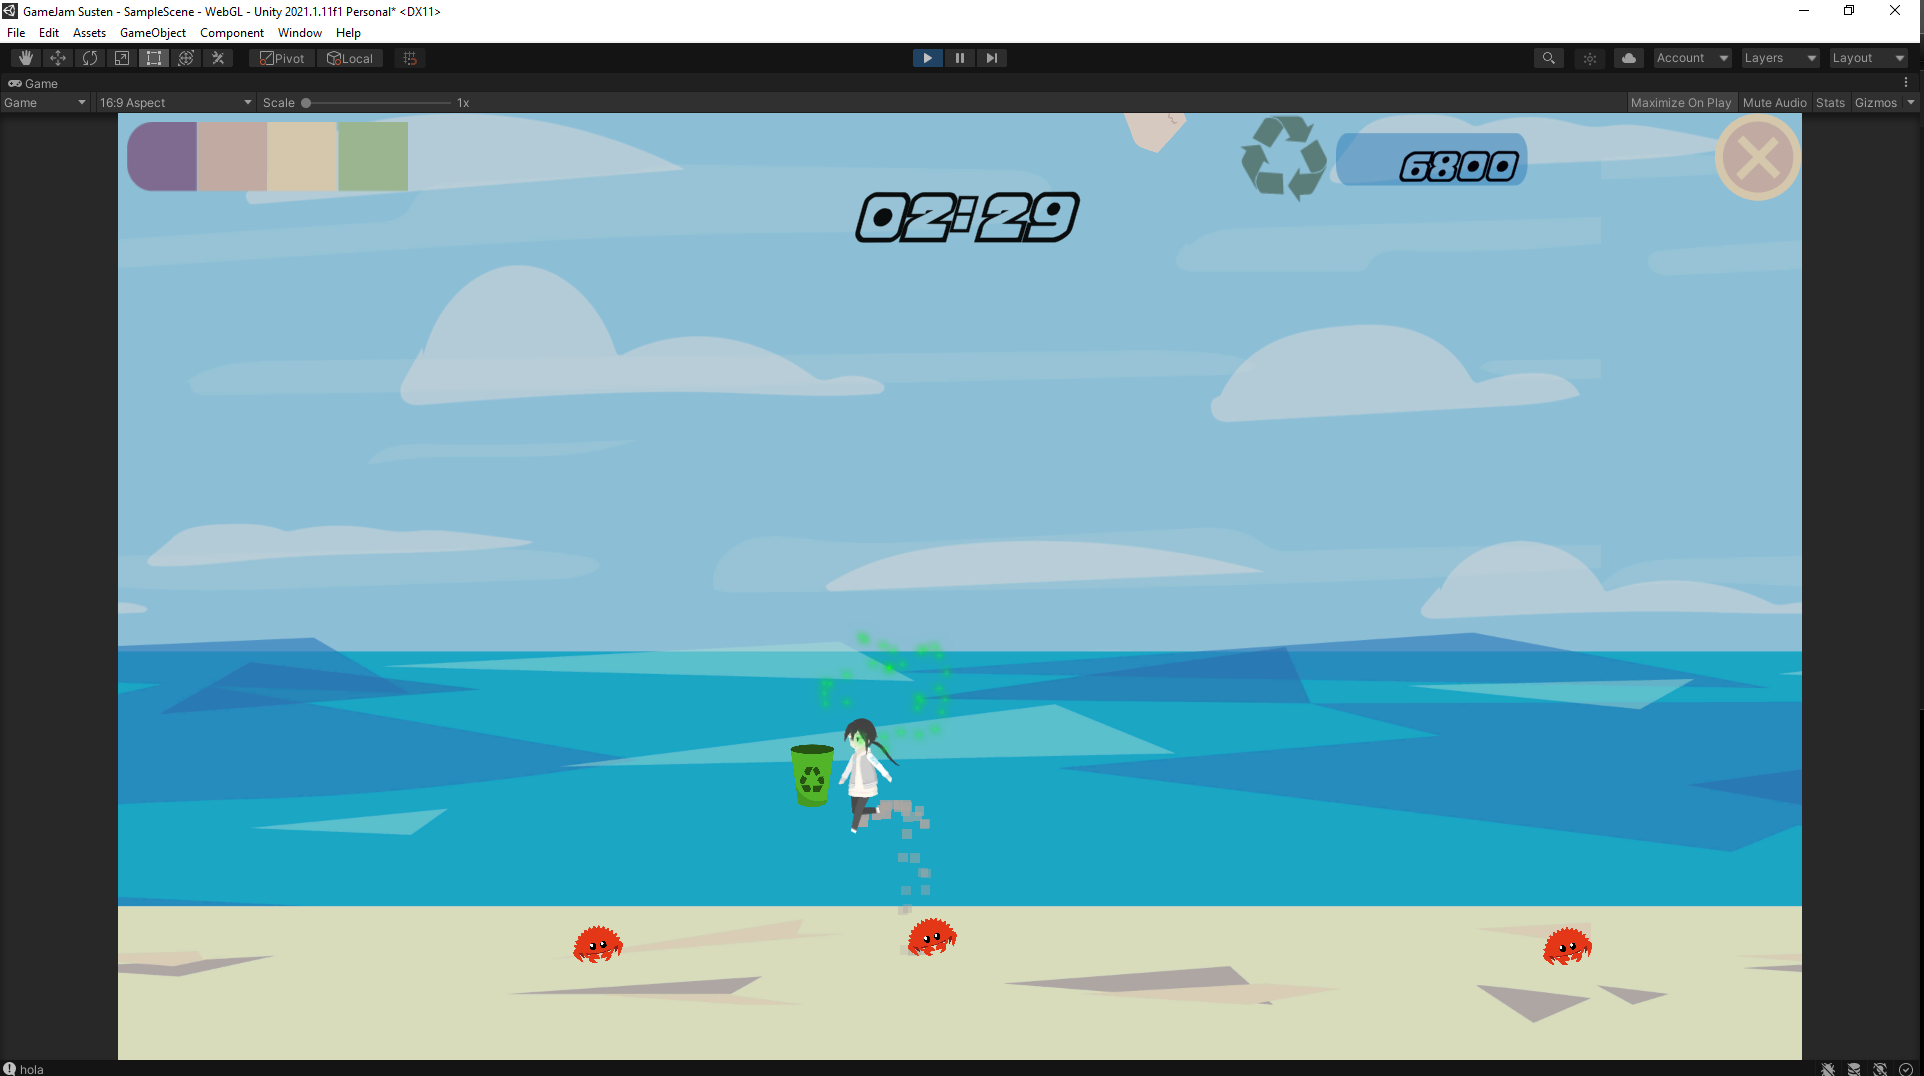 GameJam Susten - SampleScene - WebGL - Unity 2021.1.11f1 Personal* <DX11>
File Edit Assets GameObject Component Window Help
Pivot Local Account Layers Layout
Game
Game 16:9 Aspect Scale 1x Maximize On Play Mute Audio Stats Gizmos
6800
02:29
hola